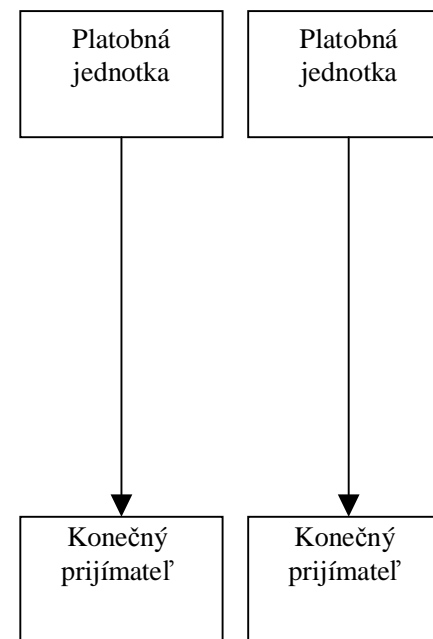 Platobná
jednotka
Platobná
jednotka
Konečný
prijímateľ
Konečný
prijímateľ